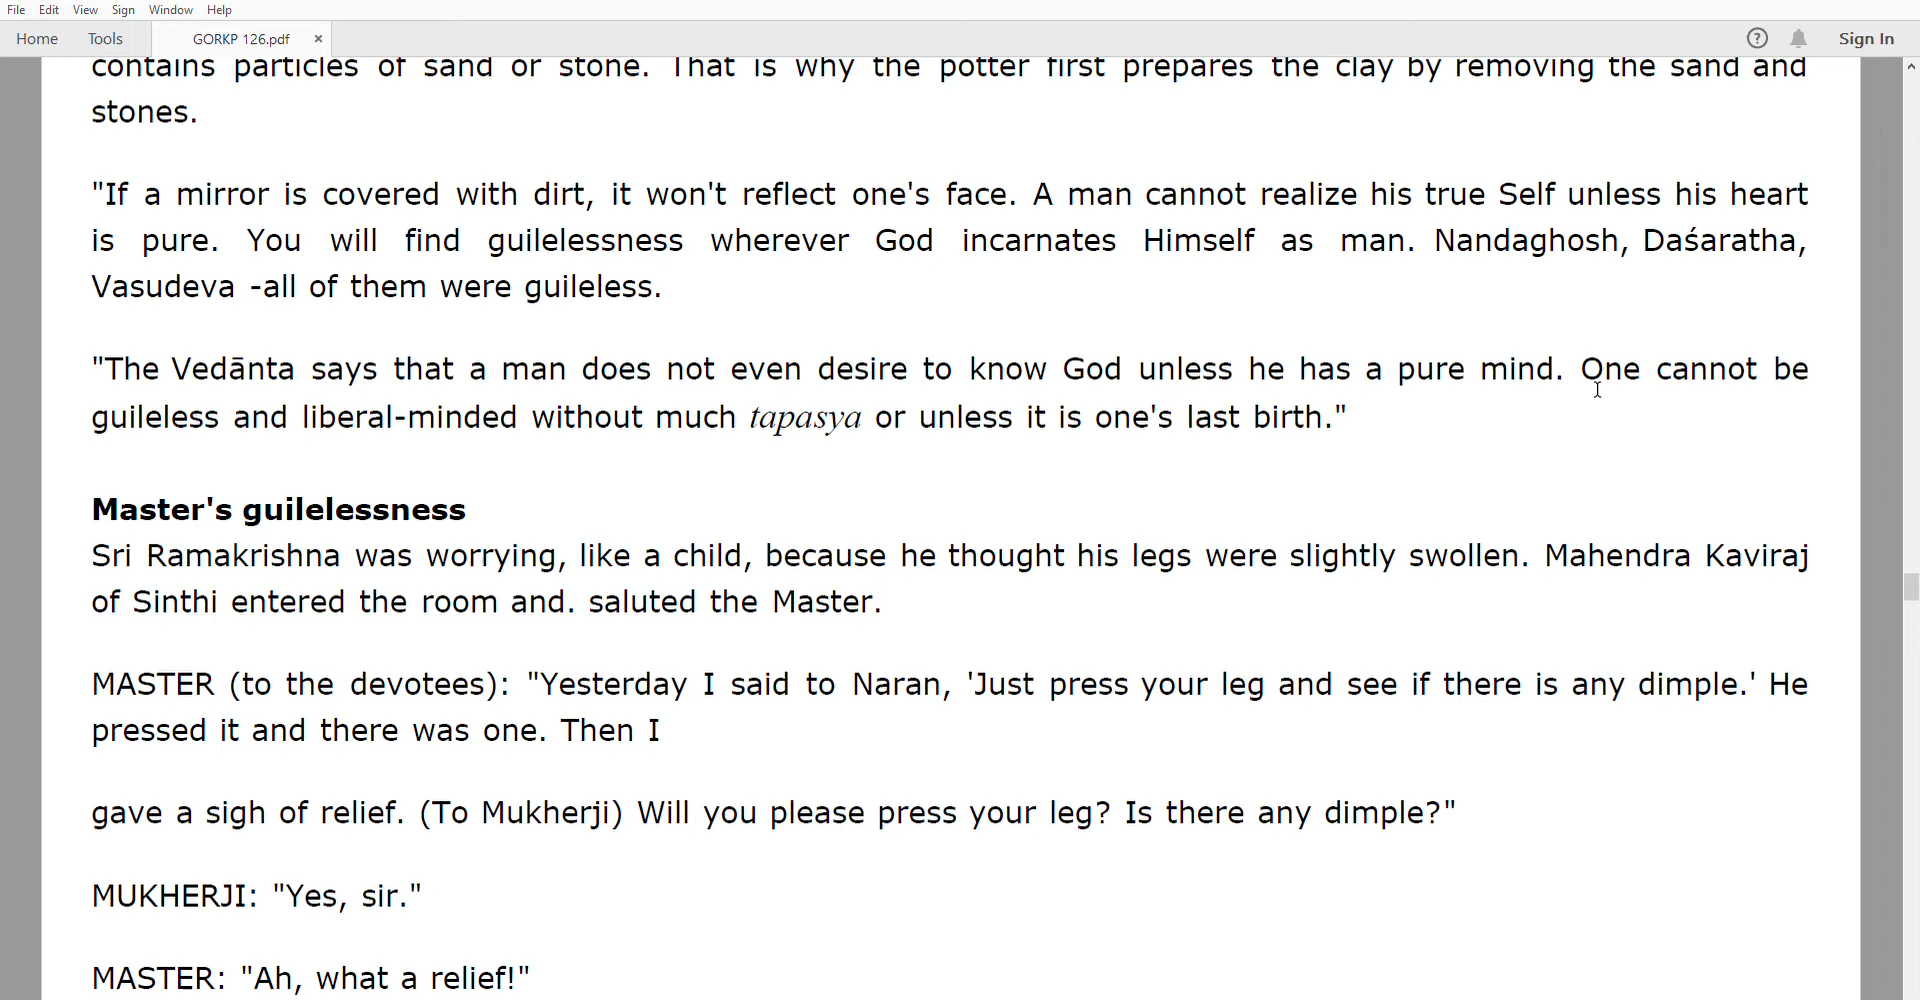 File Edit View Sign Window Help
Home Tools GORKP 126.pdf × ? Sign In
contains particles of sand or stone. That is why the potter first prepares the clay by removing the sand and
stones.
"If a mirror is covered with dirt, it won't reflect one's face. A man cannot realize his true Self unless his heart
is pure. You will find guilelessness wherever God incarnates Himself as man. Nandaghosh, Daśaratha,
Vasudeva -all of them were guileless.
"The Vedānta says that a man does not even desire to know God unless he has a pure mind. One cannot be
guileless and liberal-minded without much tapasya or unless it is one's last birth."
Master's guilelessness
Sri Ramakrishna was worrying, like a child, because he thought his legs were slightly swollen. Mahendra Kaviraj
of Sinthi entered the room and. saluted the Master.
MASTER (to the devotees): "Yesterday I said to Naran, 'Just press your leg and see if there is any dimple.' He
pressed it and there was one. Then I
gave a sigh of relief. (To Mukherji) Will you please press your leg? Is there any dimple?"
MUKHERJI: "Yes, sir."
MASTER: "Ah, what a relief!"